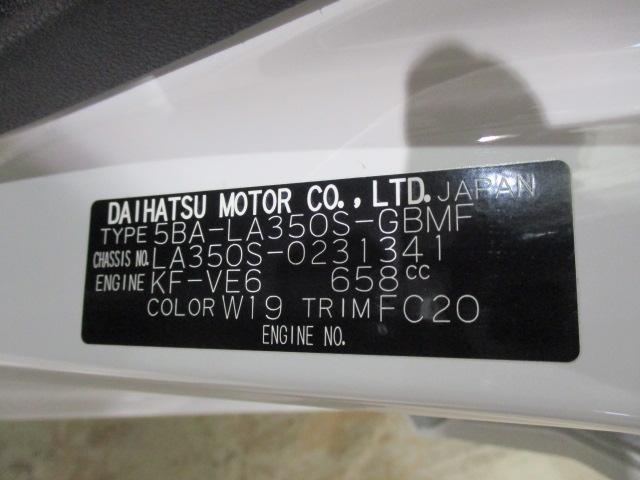 DAIHATSU MOTOR CO., LTD. JAPAN
TYPE 5BA-LA350S-GBMF
CHASSIS NO. LA350S-0231341
ENGINE KF-VE6 658cc
COLOR W19 TRIM FC20
ENGINE NO.